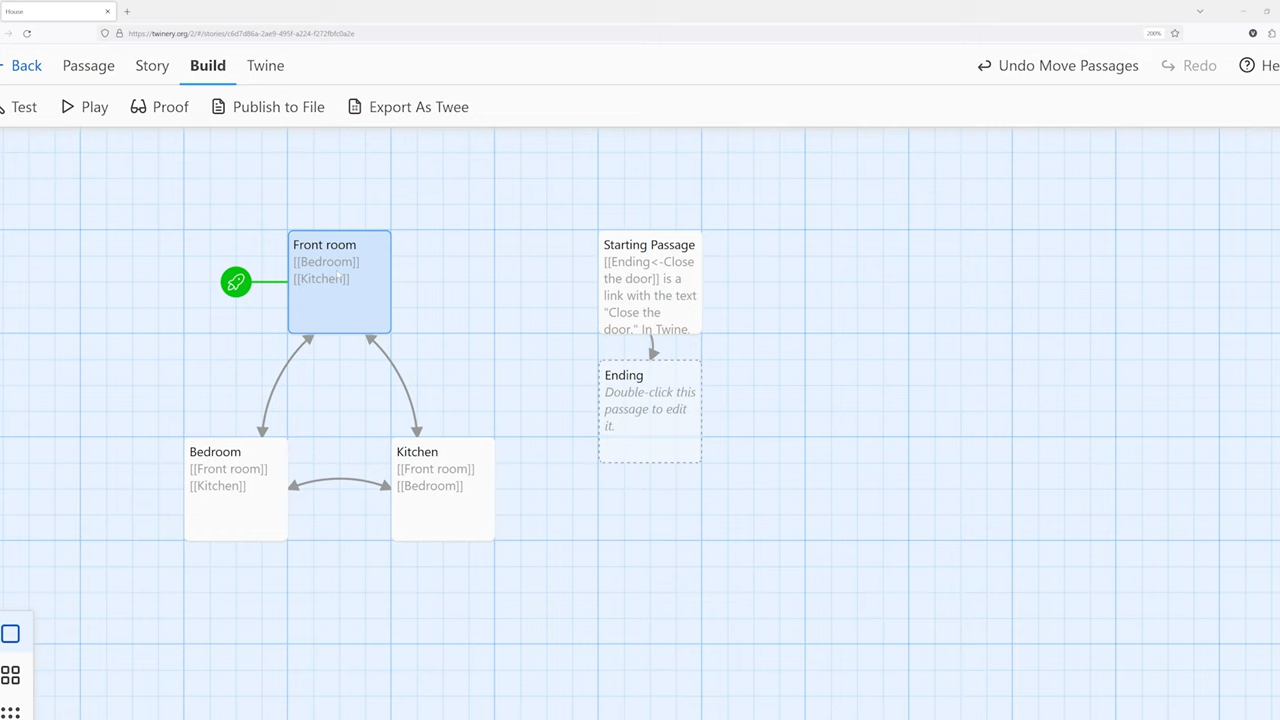 House
https://twinery.org/2/#/stories/c6d7d86a-2ae9-495f-a224-f272fbfc0a2e
200%
Back
Passage
Story
Build
Twine
Undo Move Passages
Redo
He
Test
Play
Proof
Publish to File
Export As Twee
Front room
[[Bedroom]]
[[Kitchen]]
Starting Passage
[[Ending<-Close
the door]] is a
link with the text
"Close the
door." In Twine,
Ending
Double-click this
passage to edit
it.
Bedroom
[[Front room]]
[[Kitchen]]
Kitchen
[[Front room]]
[[Bedroom]]